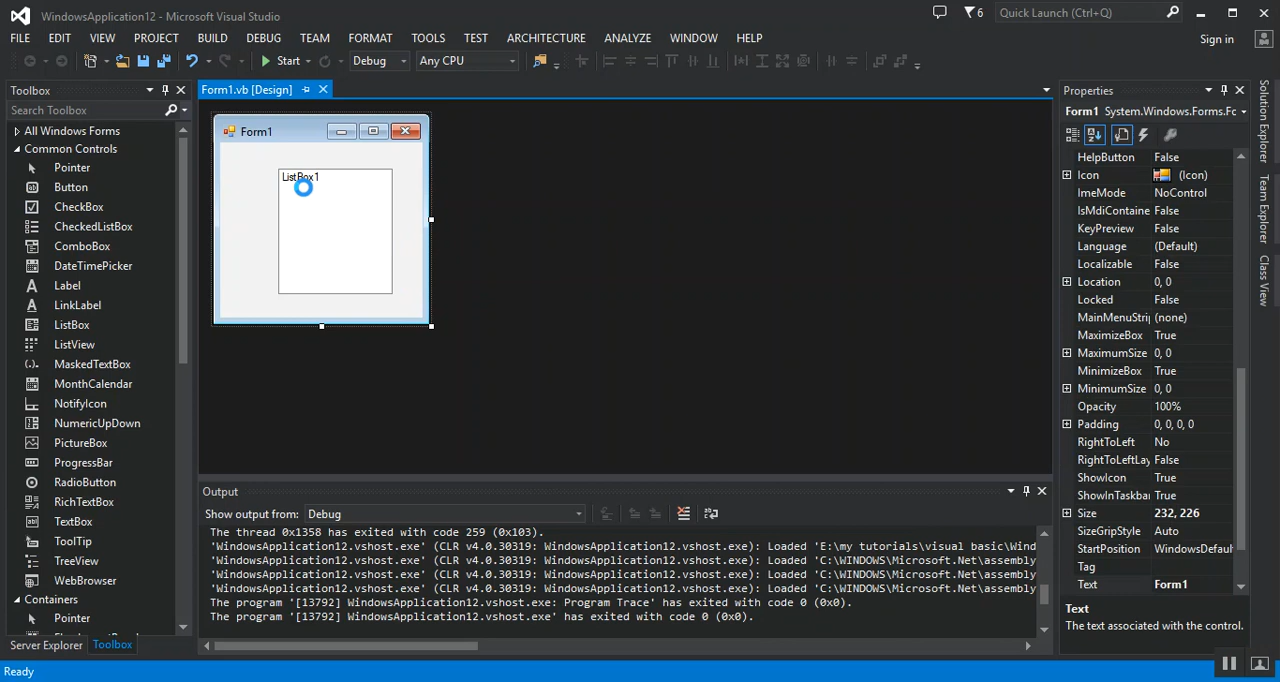 WindowsApplication12 - Microsoft Visual Studio
6
Quick Launch (Ctrl+Q)
FILE EDIT VIEW PROJECT BUILD DEBUG TEAM FORMAT TOOLS TEST ARCHITECTURE ANALYZE WINDOW HELP
Sign in
Start Debug Any CPU
Toolbox
Search Toolbox
All Windows Forms
Common Controls
Pointer
Button
CheckBox
CheckedListBox
ComboBox
DateTimePicker
Label
LinkLabel
ListBox
ListView
MaskedTextBox
MonthCalendar
NotifyIcon
NumericUpDown
PictureBox
ProgressBar
RadioButton
RichTextBox
TextBox
ToolTip
TreeView
WebBrowser
Containers
Pointer
Server Explorer Toolbox
Form1.vb [Design]
Form1
ListBox1
Output
Show output from: Debug
The thread 0x1358 has exited with code 259 (0x103).
'WindowsApplication12.vshost.exe' (CLR v4.0.30319: WindowsApplication12.vshost.exe): Loaded 'E:\my tutorials\visual basic\Wind
'WindowsApplication12.vshost.exe' (CLR v4.0.30319: WindowsApplication12.vshost.exe): Loaded 'C:\WINDOWS\Microsoft.Net\assembly
'WindowsApplication12.vshost.exe' (CLR v4.0.30319: WindowsApplication12.vshost.exe): Loaded 'C:\WINDOWS\Microsoft.Net\assembly
'WindowsApplication12.vshost.exe' (CLR v4.0.30319: WindowsApplication12.vshost.exe): Loaded 'C:\WINDOWS\Microsoft.Net\assembly
The program '[13792] WindowsApplication12.vshost.exe: Program Trace' has exited with code 0 (0x0).
The program '[13792] WindowsApplication12.vshost.exe' has exited with code 0 (0x0).
Properties
Form1 System.Windows.Forms.Fc
HelpButton False
Icon (Icon)
ImeMode NoControl
IsMdiContaine False
KeyPreview False
Language (Default)
Localizable False
Location 0, 0
Locked False
MainMenuStrip (none)
MaximizeBox True
MaximumSize 0, 0
MinimizeBox True
MinimumSize 0, 0
Opacity 100%
Padding 0, 0, 0, 0
RightToLeft No
RightToLeftLay False
ShowIcon True
ShowInTaskbar True
Size 232, 226
SizeGripStyle Auto
StartPosition WindowsDefaul
Tag
Text Form1
Text
The text associated with the control.
Solution Explorer
Team Explorer
Class View
Ready